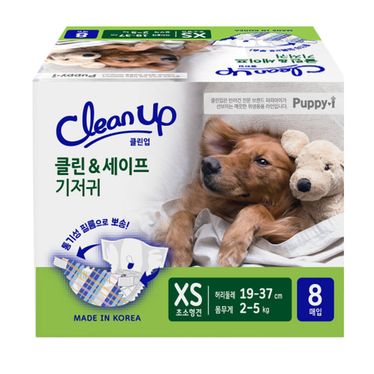 Clean Up
클린업
Puppy-i
클린&세이프
기저귀
통기성 필름으로 뽀송!
MADE IN KOREA
XS
초소형견
허리둘레 19-37 cm
몸무게 2-5 kg
8
매입